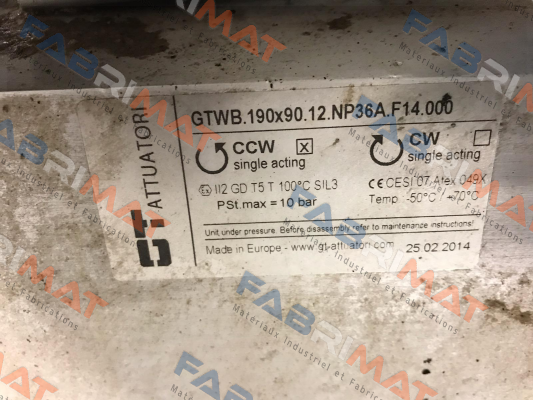 GTWB.190x90.12.NP36A.F14.000
CCW x
single acting
CW
single acting
Ex II2 GD T5 T 100°C SIL3
CE CESI 07 Atex 049X
PSt.max = 10 bar
Temp -50°C / +70°C
Unit under pressure. Before disassembly refer to maintenance instructions!
Made in Europe - www.gt-attuatori.com
25 02 2014
GT ATTUATORI
FABRIMAT
Materiaux Industriel et Fabrications